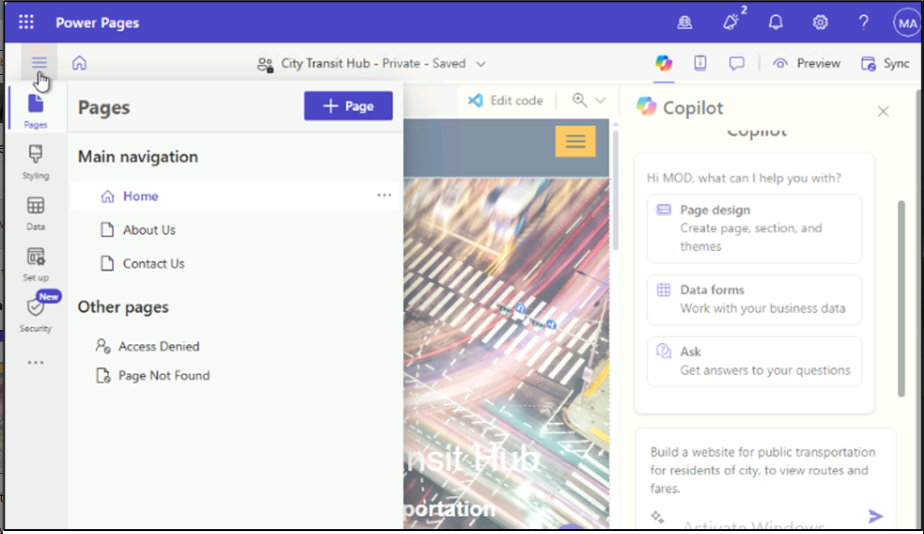 Power Pages
2
MA
City Transit Hub - Private - Saved
Preview
Sync
Pages
+ Page
Edit code
Copilot
Copilot
Pages
Styling
Data
Set up
New
Security
Main navigation
Home
About Us
Contact Us
Other pages
Access Denied
Page Not Found
nsit Hub
portation
Hi MOD, what can I help you with?
Page design
Create page, section, and
themes
Data forms
Work with your business data
Ask
Get answers to your questions
Build a website for public transportation
for residents of city, to view routes and
fares.
Activate Windows